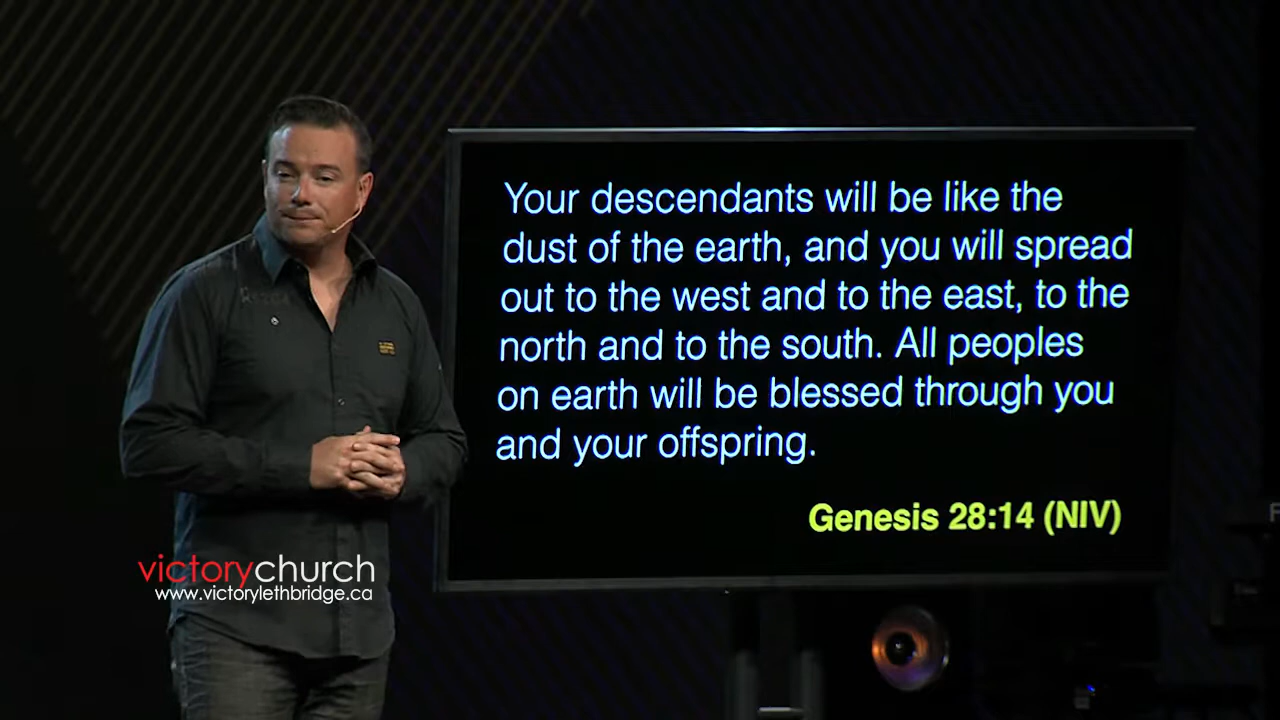 Your descendants will be like the
dust of the earth, and you will spread
out to the west and to the east, to the
north and to the south. All peoples
on earth will be blessed through you
and your offspring.
Genesis 28:14 (NIV)
victorychurch
www.victorylethbridge.ca